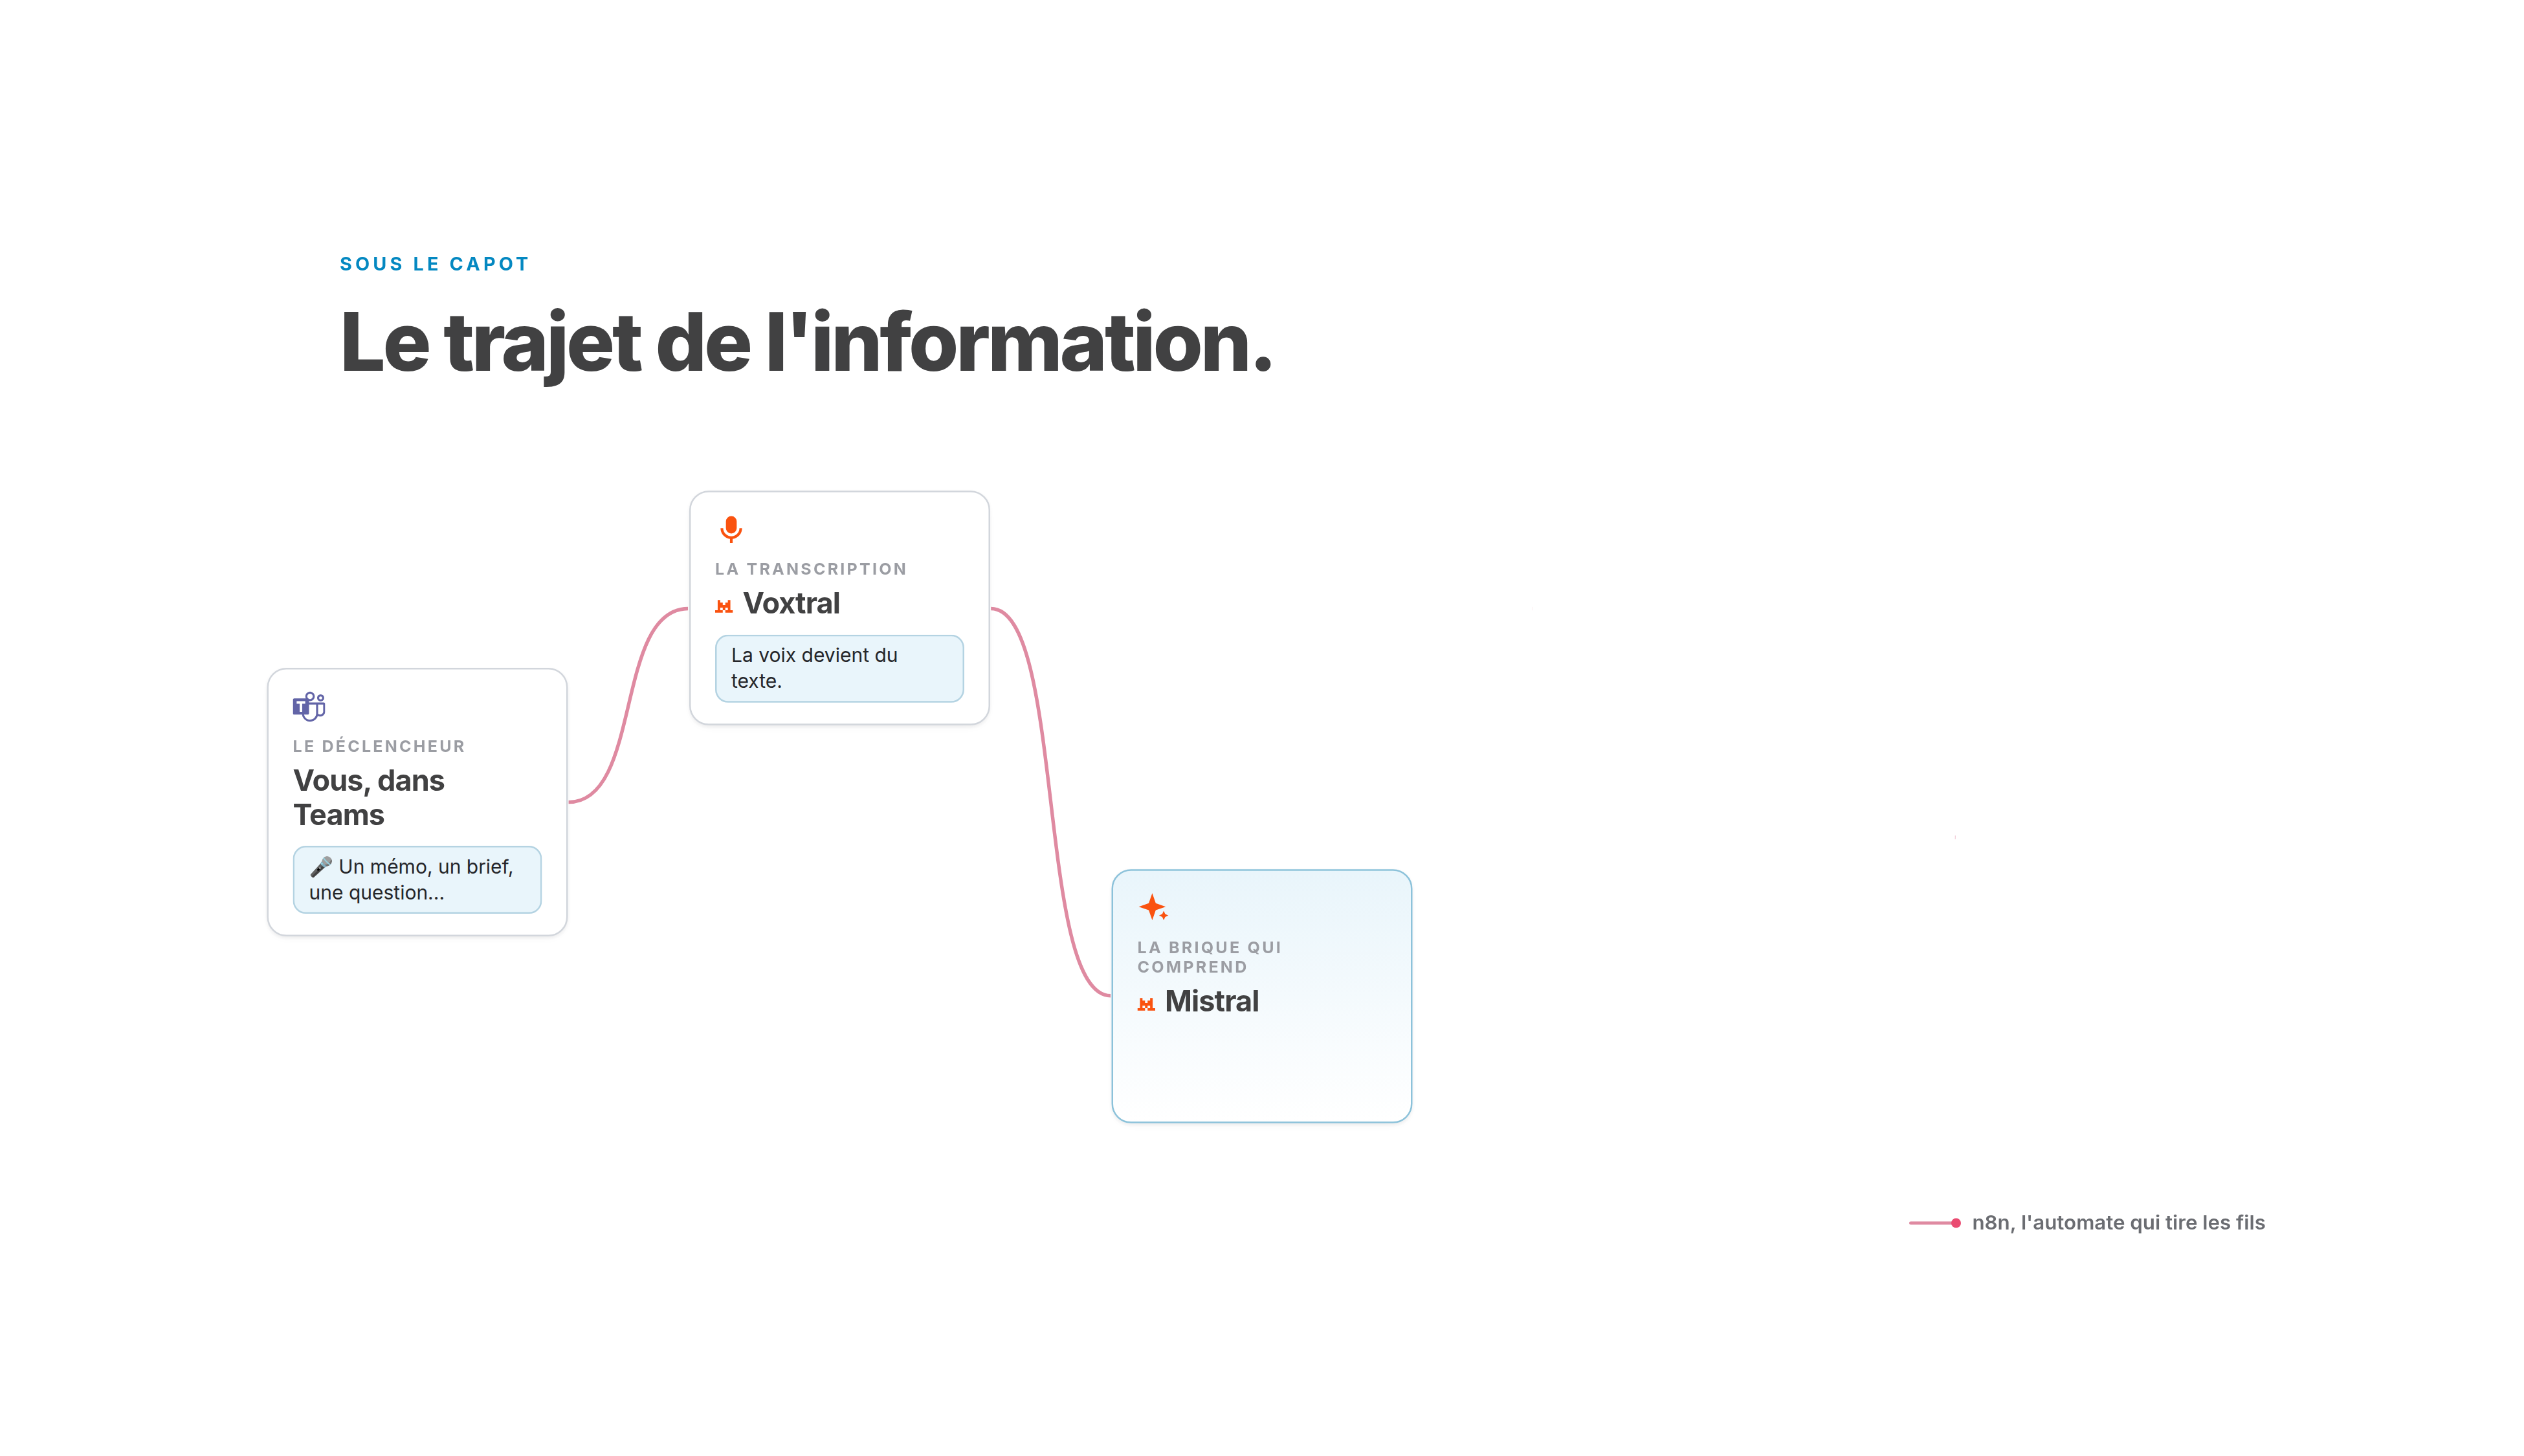 SOUS LE CAPOT
Le trajet de l'information.
LA TRANSCRIPTION
Voxtral
La voix devient du
texte.
LE DÉCLENCHEUR
Vous, dans
Teams
🎤 Un mémo, un brief,
une question...
LA BRIQUE QUI
COMPREND
Mistral
n8n, l'automate qui tire les fils